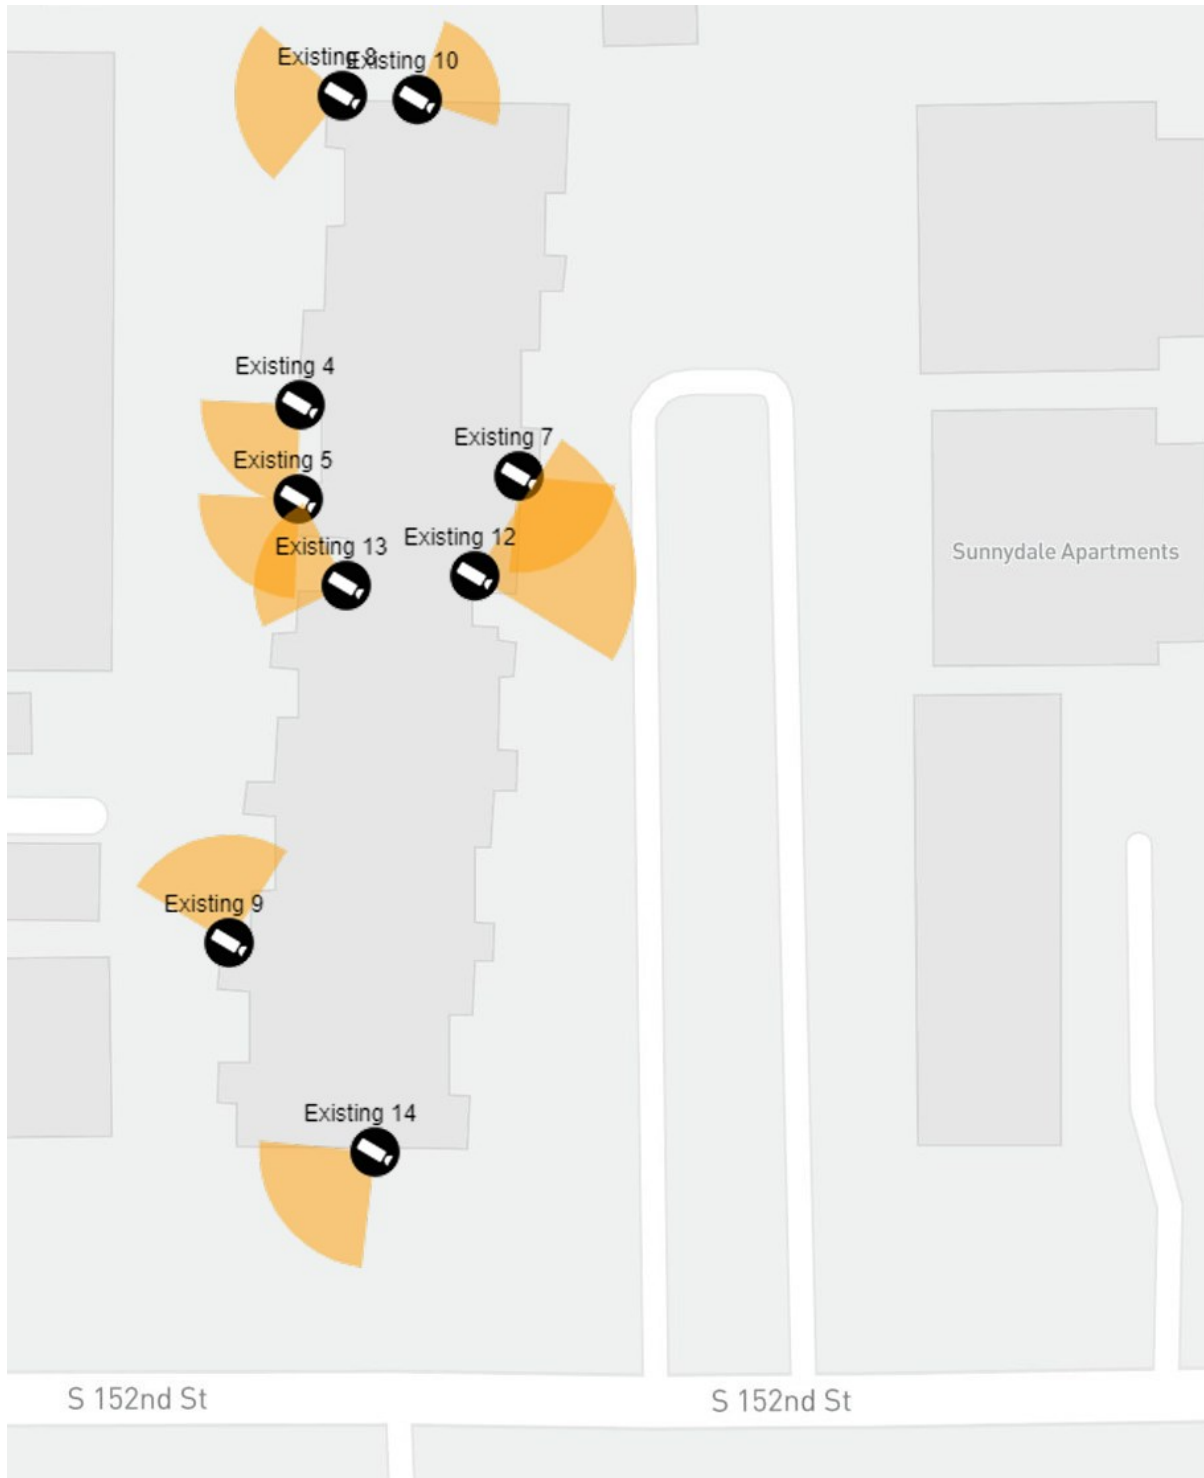 Existing 8
Existing 10
Existing 4
Existing 7
Existing 5
Existing 12
Existing 13
Sunnydale Apartments
Existing 9
Existing 14
S 152nd St
S 152nd St